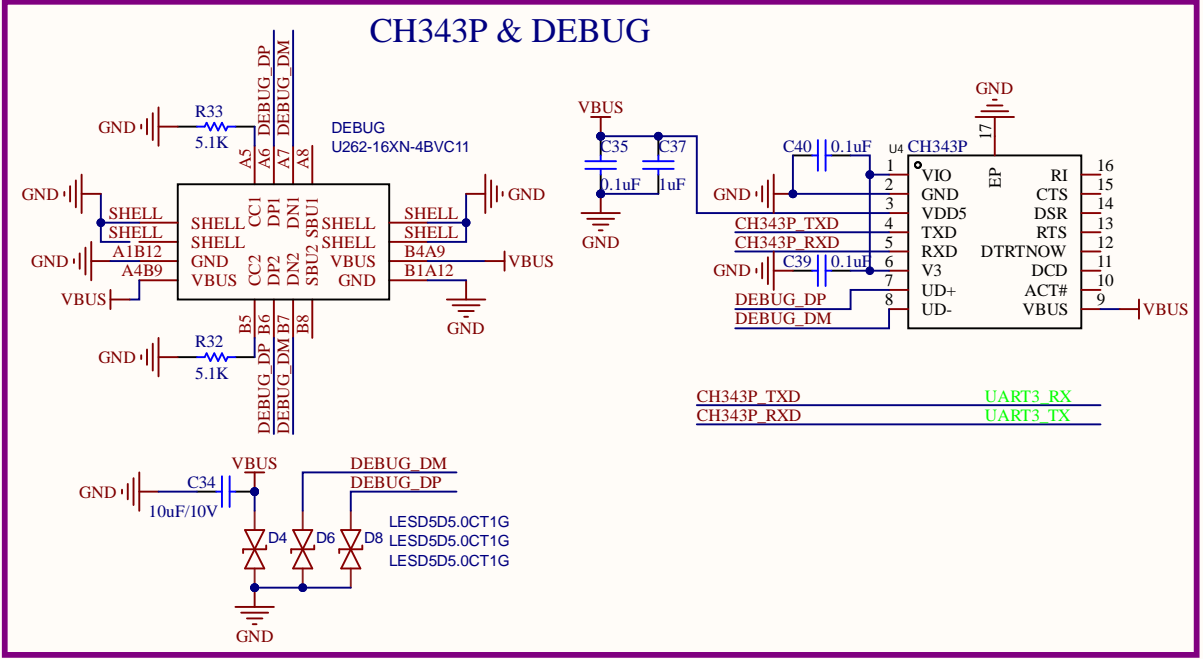 CH343P & DEBUG
DEBUG_DP
DEBUG_DM
R33
GND
5.1K
DEBUG
U262-16XN-4BVC11
A5
A6
A7
A8
GND
GND
SHELL
SHELL
A1B12
GND
A4B9
VBUS
CC1
DP1
DN1
SBU1
SHELL
SHELL
GND
VBUS
SHELL
SHELL
VBUS
GND
CC2
DP2
DN2
SBU2
SHELL
SHELL
B4A9
VBUS
B1A12
GND
B5
B6
B7
B8
R32
GND
5.1K
DEBUG_DP
DEBUG_DM
VBUS
C35
C37
0.1uF
1uF
GND
GND
17
C40
0.1uF
U4
CH343P
GND
CH343P_TXD
CH343P_RXD
GND
C39
0.1uF
DEBUG_DP
DEBUG_DM
1
2
3
4
5
6
7
8
EP
VIO
GND
VDD5
TXD
RXD
V3
UD+
UD-
RI
CTS
DSR
RTS
DTRTNOW
DCD
ACT#
VBUS
16
15
14
13
12
11
10
9
VBUS
CH343P_TXD
UART3_RX
CH343P_RXD
UART3_TX
VBUS
C34
GND
10uF/10V
DEBUG_DM
DEBUG_DP
D4
D6
D8
LESD5D5.0CT1G
LESD5D5.0CT1G
LESD5D5.0CT1G
GND